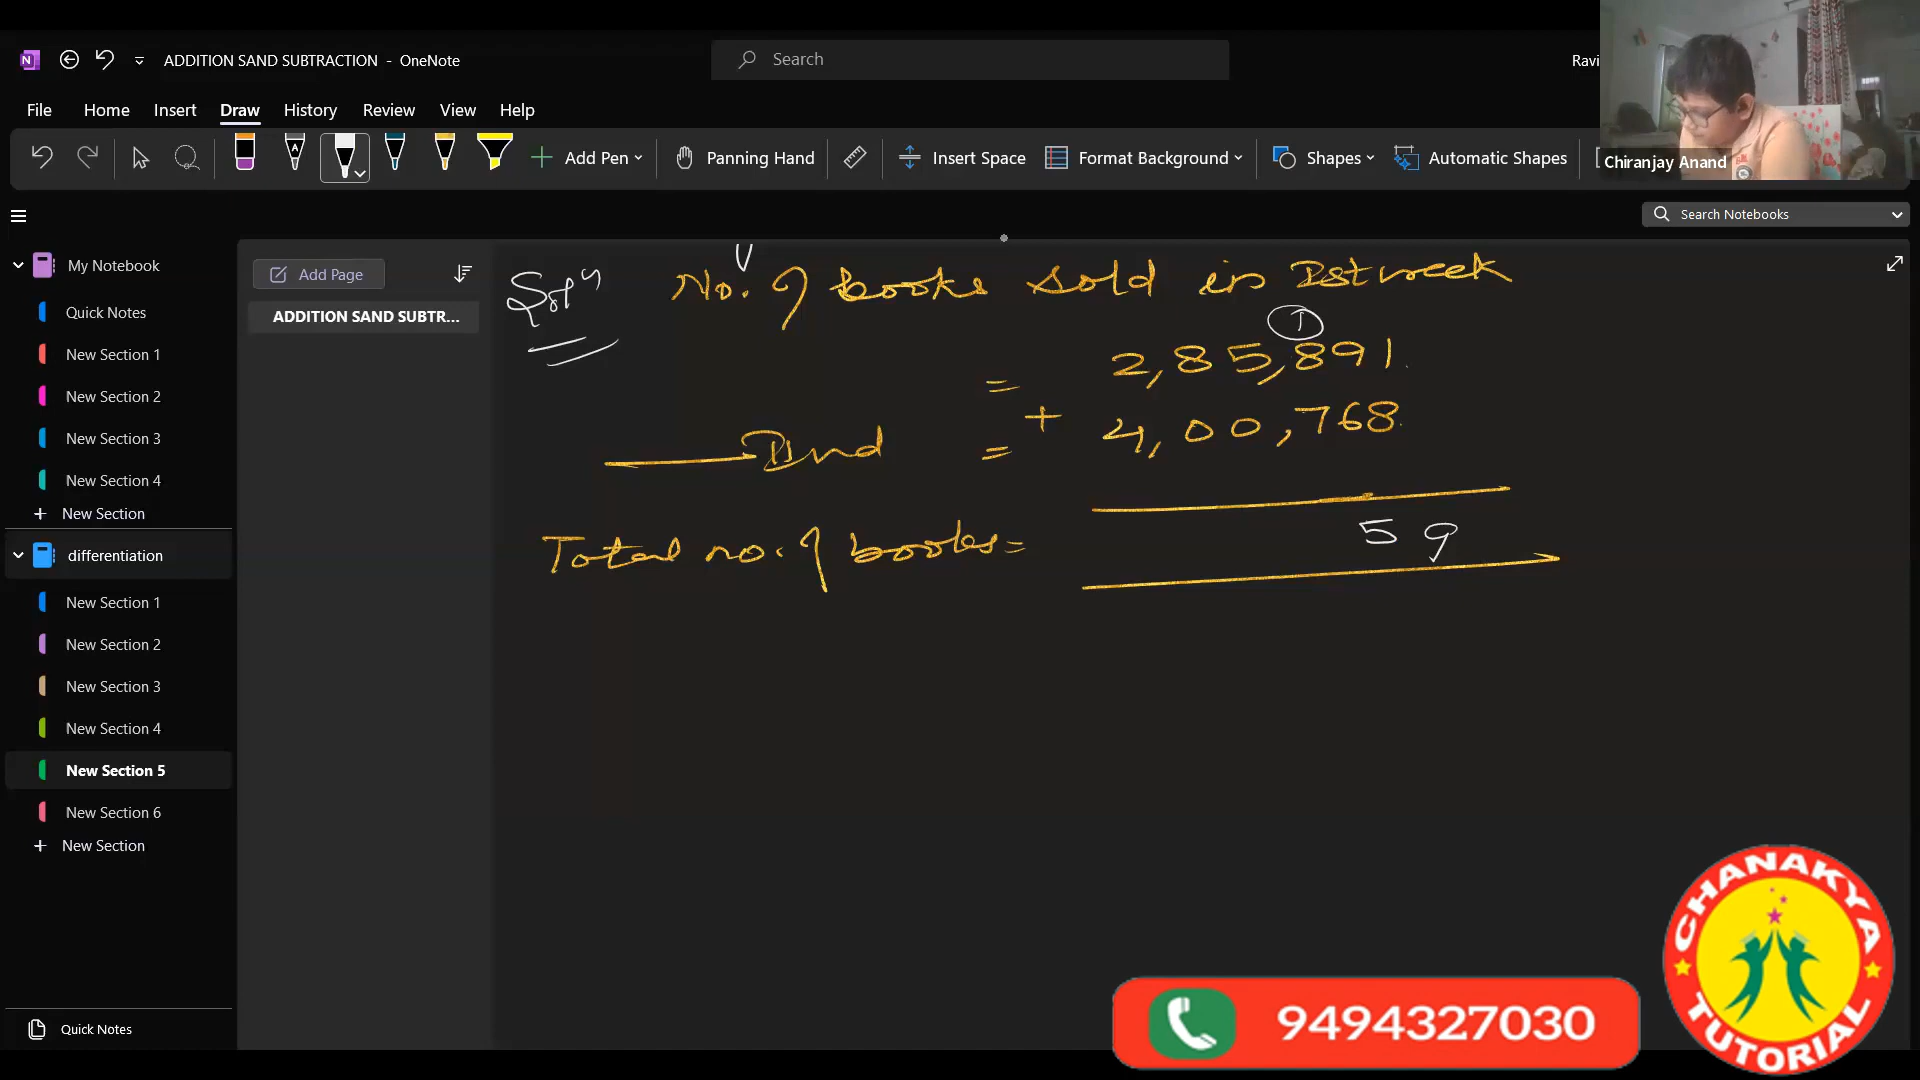 ADDITION SAND SUBTRACTION - OneNote
Search
Ravi
File Home Insert Draw History Review View Help
Add Pen
Panning Hand
Insert Space
Format Background
Shapes
Automatic Shapes
Chiranjay Anand
Search Notebooks
My Notebook
Quick Notes
New Section 1
New Section 2
New Section 3
New Section 4
New Section
differentiation
New Section 1
New Section 2
New Section 3
New Section 4
New Section 5
New Section 6
New Section
Quick Notes
Add Page
ADDITION SAND SUBTR...
Solⁿ No. of books sold in Ist week
1
= 2,85,891
+ 4,00,768
IInd =
Total no. of books = 59
9494327030
CHANAKYA TUTORIAL